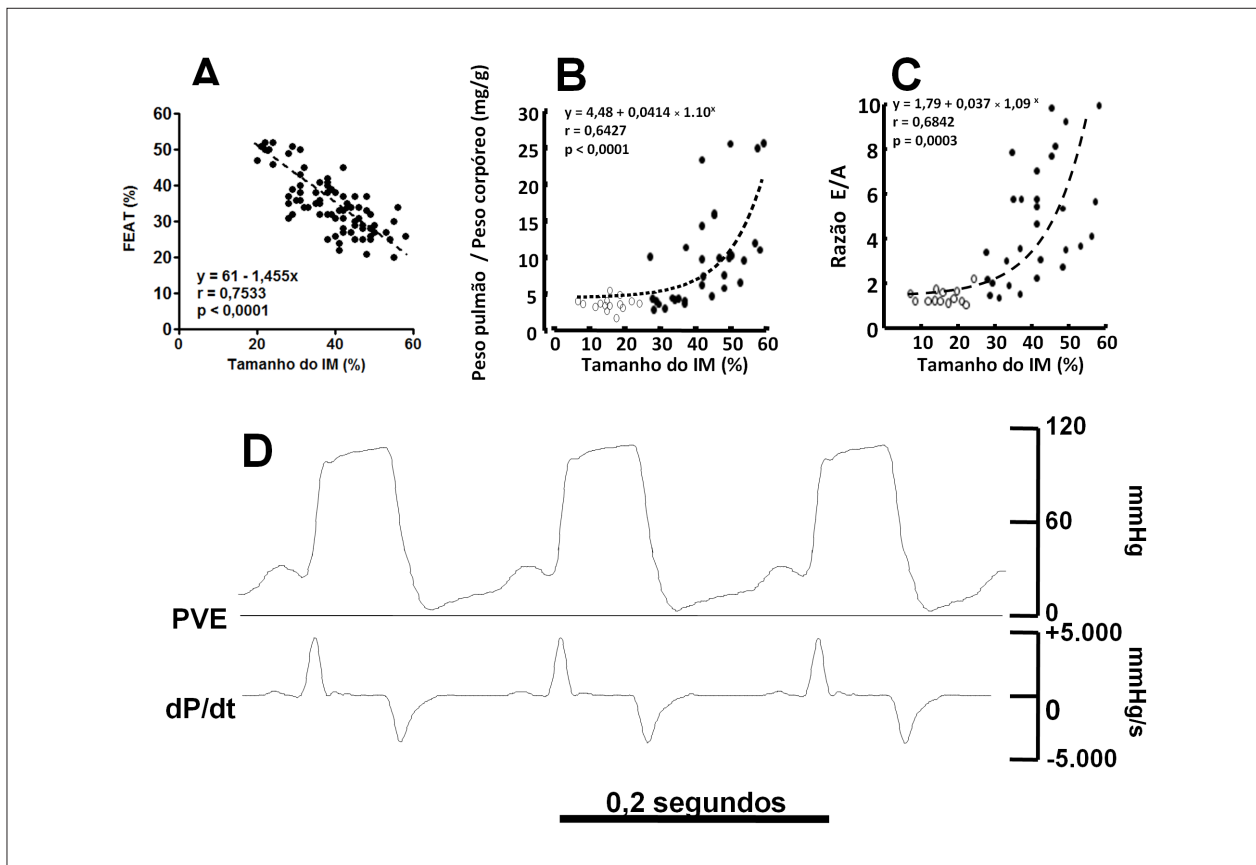 A
FEAT (%)
60
50
40
30
20
10
0
y = 61 - 1,455x
r = 0,7533
p < 0,0001
0
20
40
60
Tamanho do IM (%)
B
Peso pulmão / Peso corpóreo (mg/g)
y = 4,48 + 0,0414 × 1.10ˣ
r = 0,6427
p < 0,0001
30
25
20
15
10
5
0
0 10 20 30 40 50 60
Tamanho do IM (%)
C
Razão E/A
y = 1,79 + 0,037 × 1,09 ˣ
r = 0,6842
p = 0,0003
10
8
6
4
2
0
10 20 30 40 50 60
Tamanho do IM (%)
D
120
60
0
mmHg
PVE
+5.000
0
-5.000
mmHg/s
dP/dt
0,2 segundos